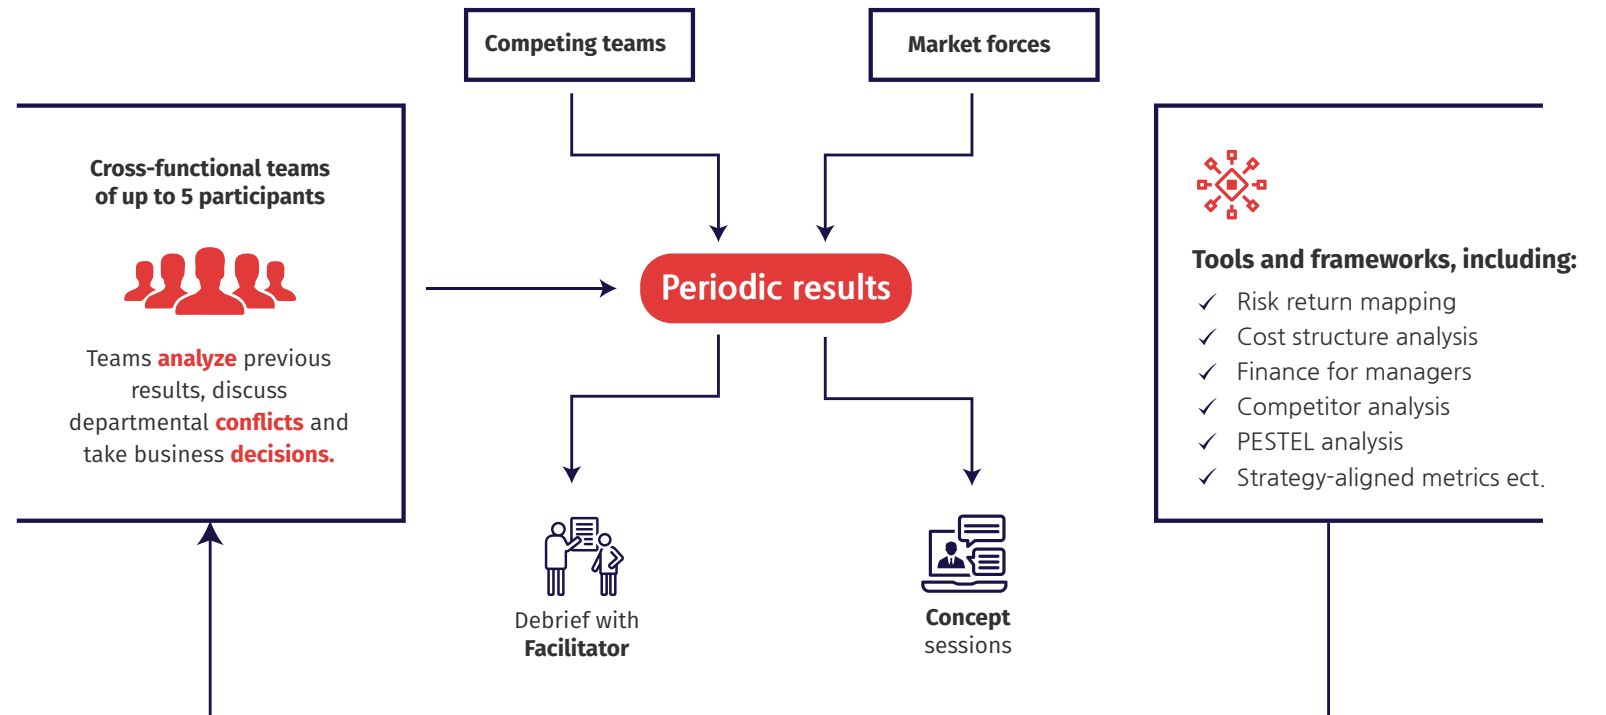 Competing teams
Market forces
Cross-functional teams
of up to 5 participants
Teams analyze previous
results, discuss
departmental conflicts and
take business decisions.
Periodic results
Debrief with
Facilitator
Concept
sessions
Tools and frameworks, including:
Risk return mapping
Cost structure analysis
Finance for managers
Competitor analysis
PESTEL analysis
Strategy-aligned metrics ect.